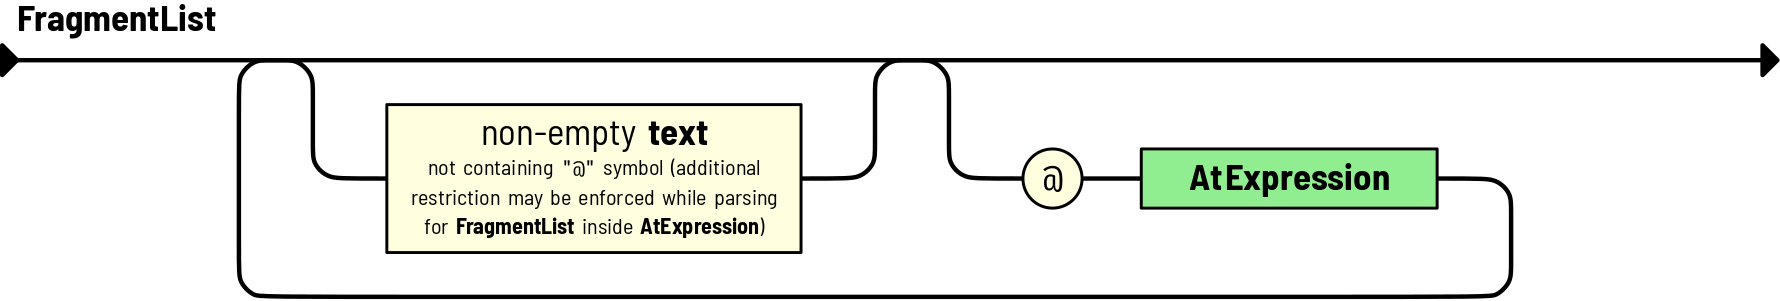 FragmentList
non-empty text
not containing "@" symbol (additional
restriction may be enforced while parsing
for FragmentList inside AtExpression)
@
AtExpression